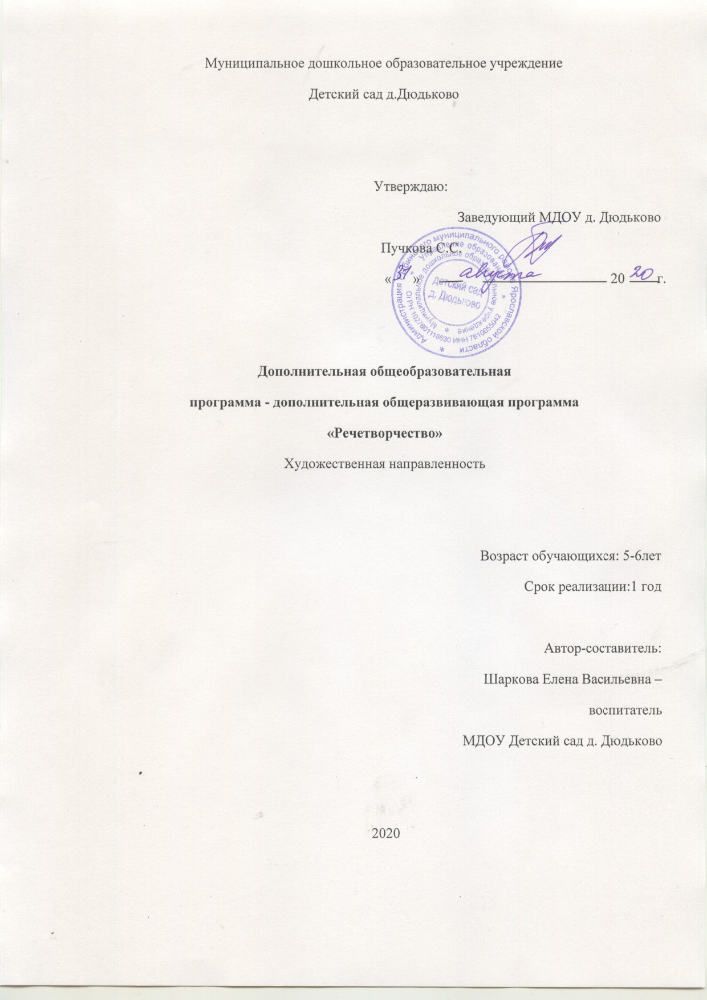 Муниципальное дошкольное образовательное учреждение
Детский сад д.Дюдьково
Утверждаю:
Заведующий МДОУ д. Дюдьково
Пучкова С.С.
« 31 » августа 20 20 г.
Администрация Рыбинского муниципального района Ярославской области
Управление образования
ОГРН 1027601118630 ИНН 7610055042
Муниципальное дошкольное образовательное учреждение
детский сад
д. Дюдьково
Дополнительная общеобразовательная
программа - дополнительная общеразвивающая программа
«Речетворчество»
Художественная направленность
Возраст обучающихся: 5-6лет
Срок реализации:1 год
Автор-составитель:
Шаркова Елена Васильевна –
воспитатель
МДОУ Детский сад д. Дюдьково
2020